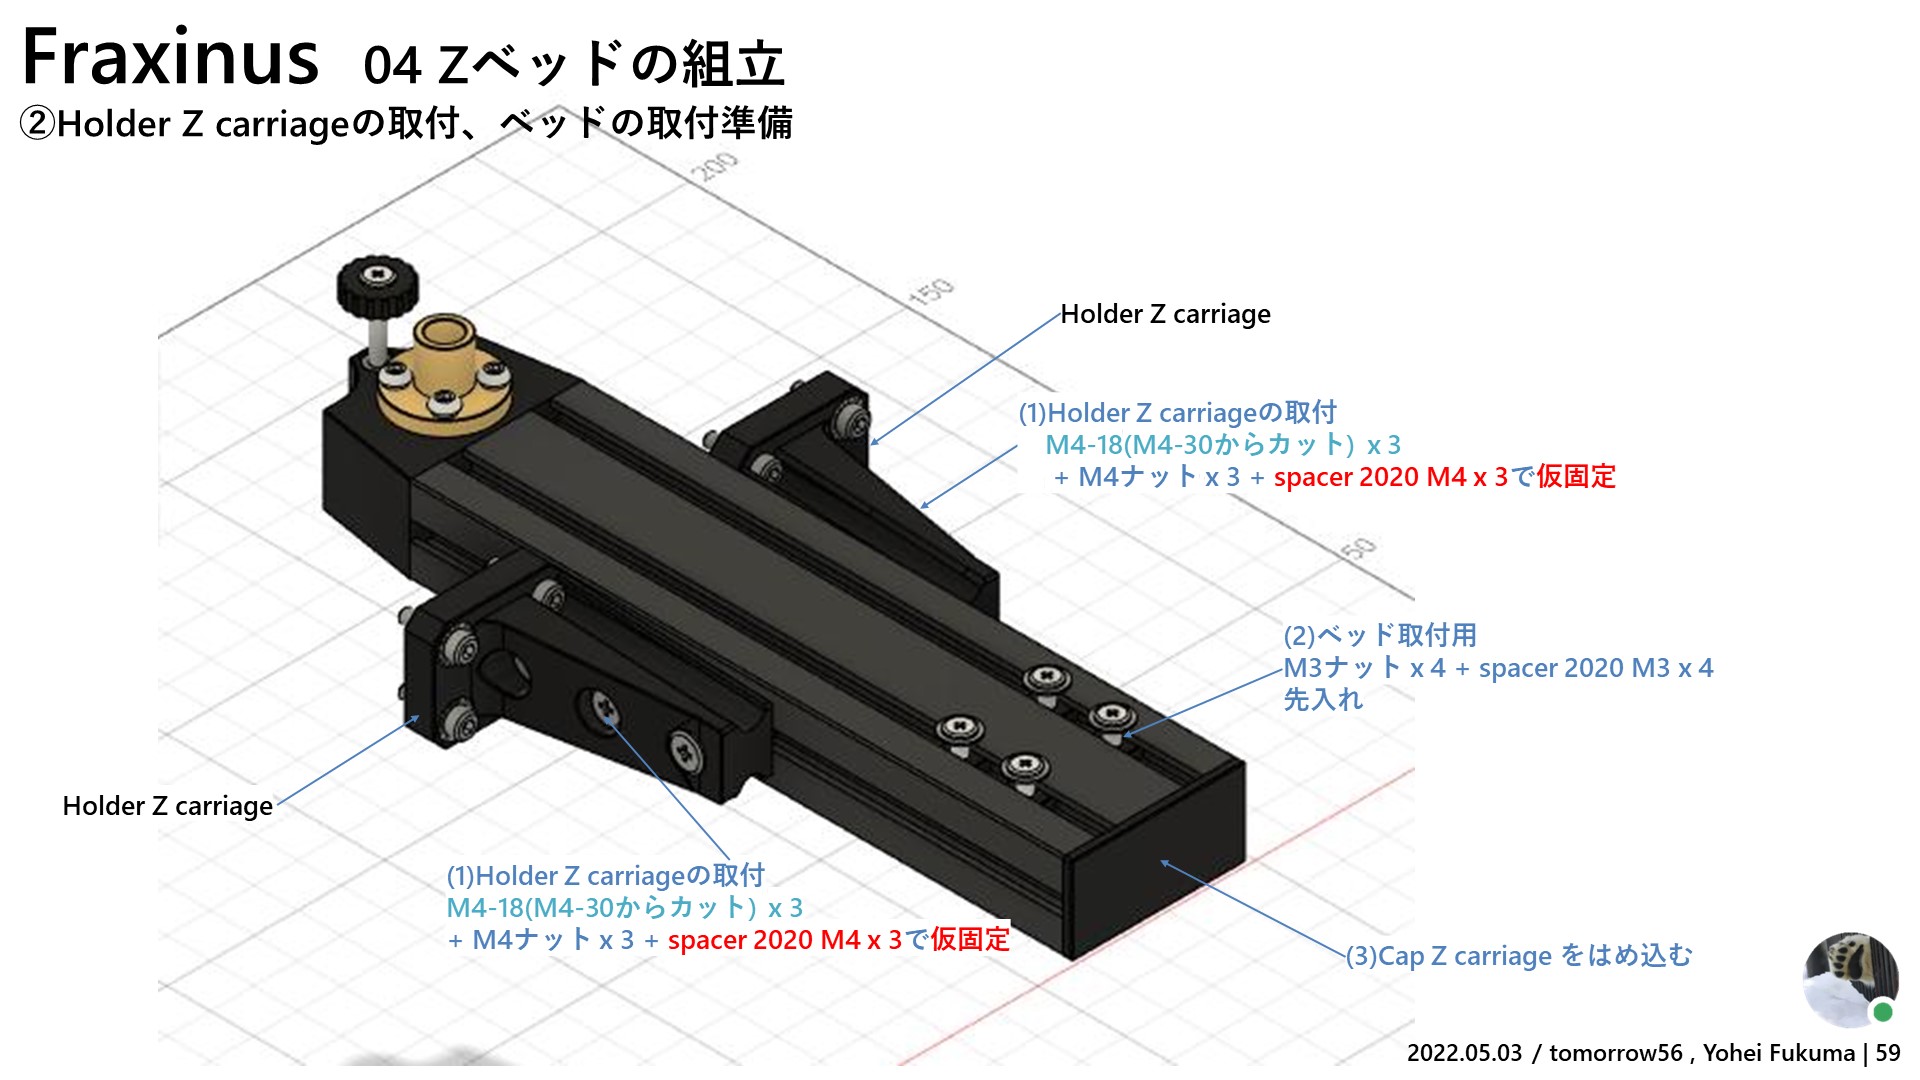 Fraxinus 04 Zベッドの組立
②Holder Z carriageの取付、ベッドの取付準備
200
150
Holder Z carriage
(1)Holder Z carriageの取付
M4-18(M4-30からカット) x 3
+ M4ナット x 3 + spacer 2020 M4 x 3で仮固定
50
(2)ベッド取付用
M3ナット x 4 + spacer 2020 M3 x 4
先入れ
Holder Z carriage
(1)Holder Z carriageの取付
M4-18(M4-30からカット) x 3
+ M4ナット x 3 + spacer 2020 M4 x 3で仮固定
(3)Cap Z carriage をはめ込む
2022.05.03 / tomorrow56 , Yohei Fukuma | 59